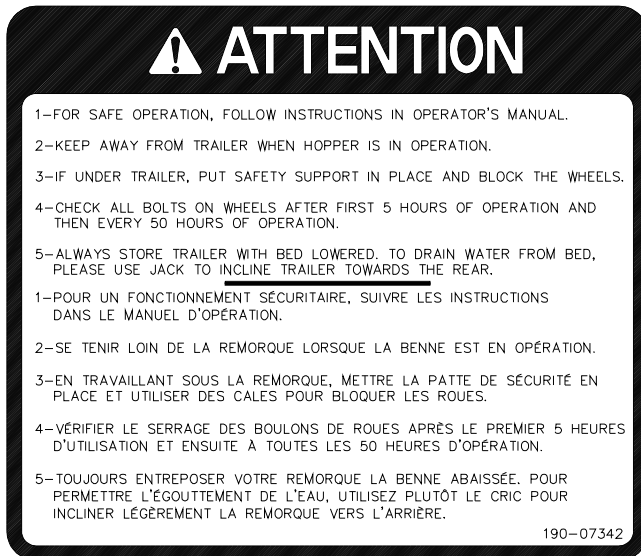 ATTENTION
1-FOR SAFE OPERATION, FOLLOW INSTRUCTIONS IN OPERATOR'S MANUAL.
2-KEEP AWAY FROM TRAILER WHEN HOPPER IS IN OPERATION.
3-IF UNDER TRAILER, PUT SAFETY SUPPORT IN PLACE AND BLOCK THE WHEELS.
4-CHECK ALL BOLTS ON WHEELS AFTER FIRST 5 HOURS OF OPERATION AND
THEN EVERY 50 HOURS OF OPERATION.
5-ALWAYS STORE TRAILER WITH BED LOWERED. TO DRAIN WATER FROM BED,
PLEASE USE JACK TO INCLINE TRAILER TOWARDS THE REAR.
1-POUR UN FONCTIONNEMENT SÉCURITAIRE, SUIVRE LES INSTRUCTIONS
DANS LE MANUEL D'OPÉRATION.
2-SE TENIR LOIN DE LA REMORQUE LORSQUE LA BENNE EST EN OPÉRATION.
3-EN TRAVAILLANT SOUS LA REMORQUE, METTRE LA PATTE DE SÉCURITÉ EN
PLACE ET UTILISER DES CALES POUR BLOQUER LES ROUES.
4-VÉRIFIER LE SERRAGE DES BOULONS DE ROUES APRÈS LE PREMIER 5 HEURES
D'UTILISATION ET ENSUITE À TOUTES LES 50 HEURES D'OPÉRATION.
5-TOUJOURS ENTREPOSER VOTRE REMORQUE LA BENNE ABAISSÉE. POUR
PERMETTRE L'ÉGOUTTEMENT DE L'EAU, UTILISEZ PLUTÔT LE CRIC POUR
INCLINER LÉGÈREMENT LA REMORQUE VERS L'ARRIÈRE.
190-07342